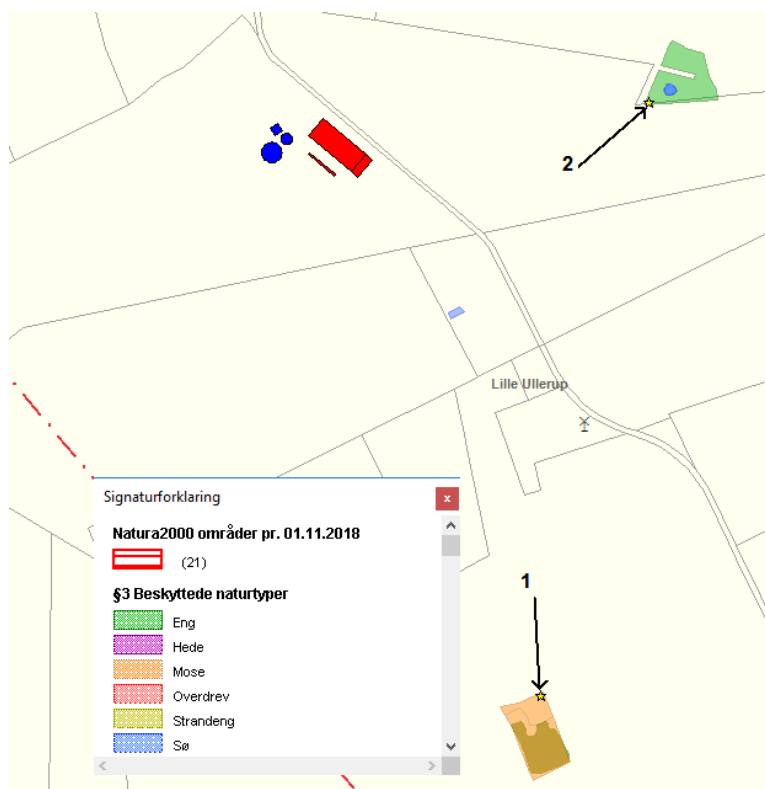 2
Lille Ullerup
Signaturforklaring
x
Natura2000 områder pr. 01.11.2018
(21)
§3 Beskyttede naturtyper
Eng
Hede
Mose
Overdrev
Strandeng
Sø
1